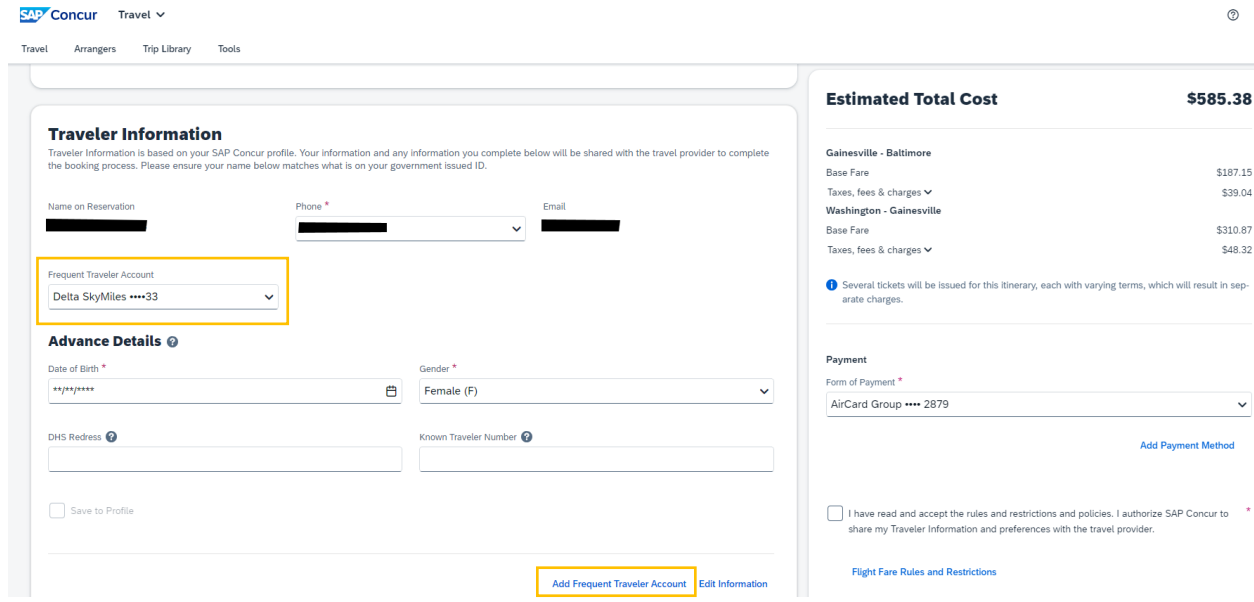 SAP Concur Travel
Travel Arrangers Trip Library Tools
Traveler Information
Traveler Information is based on your SAP Concur profile. Your information and any information you complete below will be shared with the travel provider to complete
the booking process. Please ensure your name below matches what is on your government issued ID.
Name on Reservation
Phone *
Email
Frequent Traveler Account
Delta SkyMiles ••••33
Advance Details ?
Date of Birth *
**/**/****
Gender *
Female (F)
DHS Redress ?
Known Traveler Number ?
Save to Profile
Add Frequent Traveler Account Edit Information
Estimated Total Cost $585.38
Gainesville - Baltimore
Base Fare $187.15
Taxes, fees & charges $39.04
Washington - Gainesville
Base Fare $310.87
Taxes, fees & charges $48.32
i Several tickets will be issued for this itinerary, each with varying terms, which will result in sep-
arate charges.
Payment
Form of Payment *
AirCard Group •••• 2879
Add Payment Method
I have read and accept the rules and restrictions and policies. I authorize SAP Concur to *
share my Traveler Information and preferences with the travel provider.
Flight Fare Rules and Restrictions